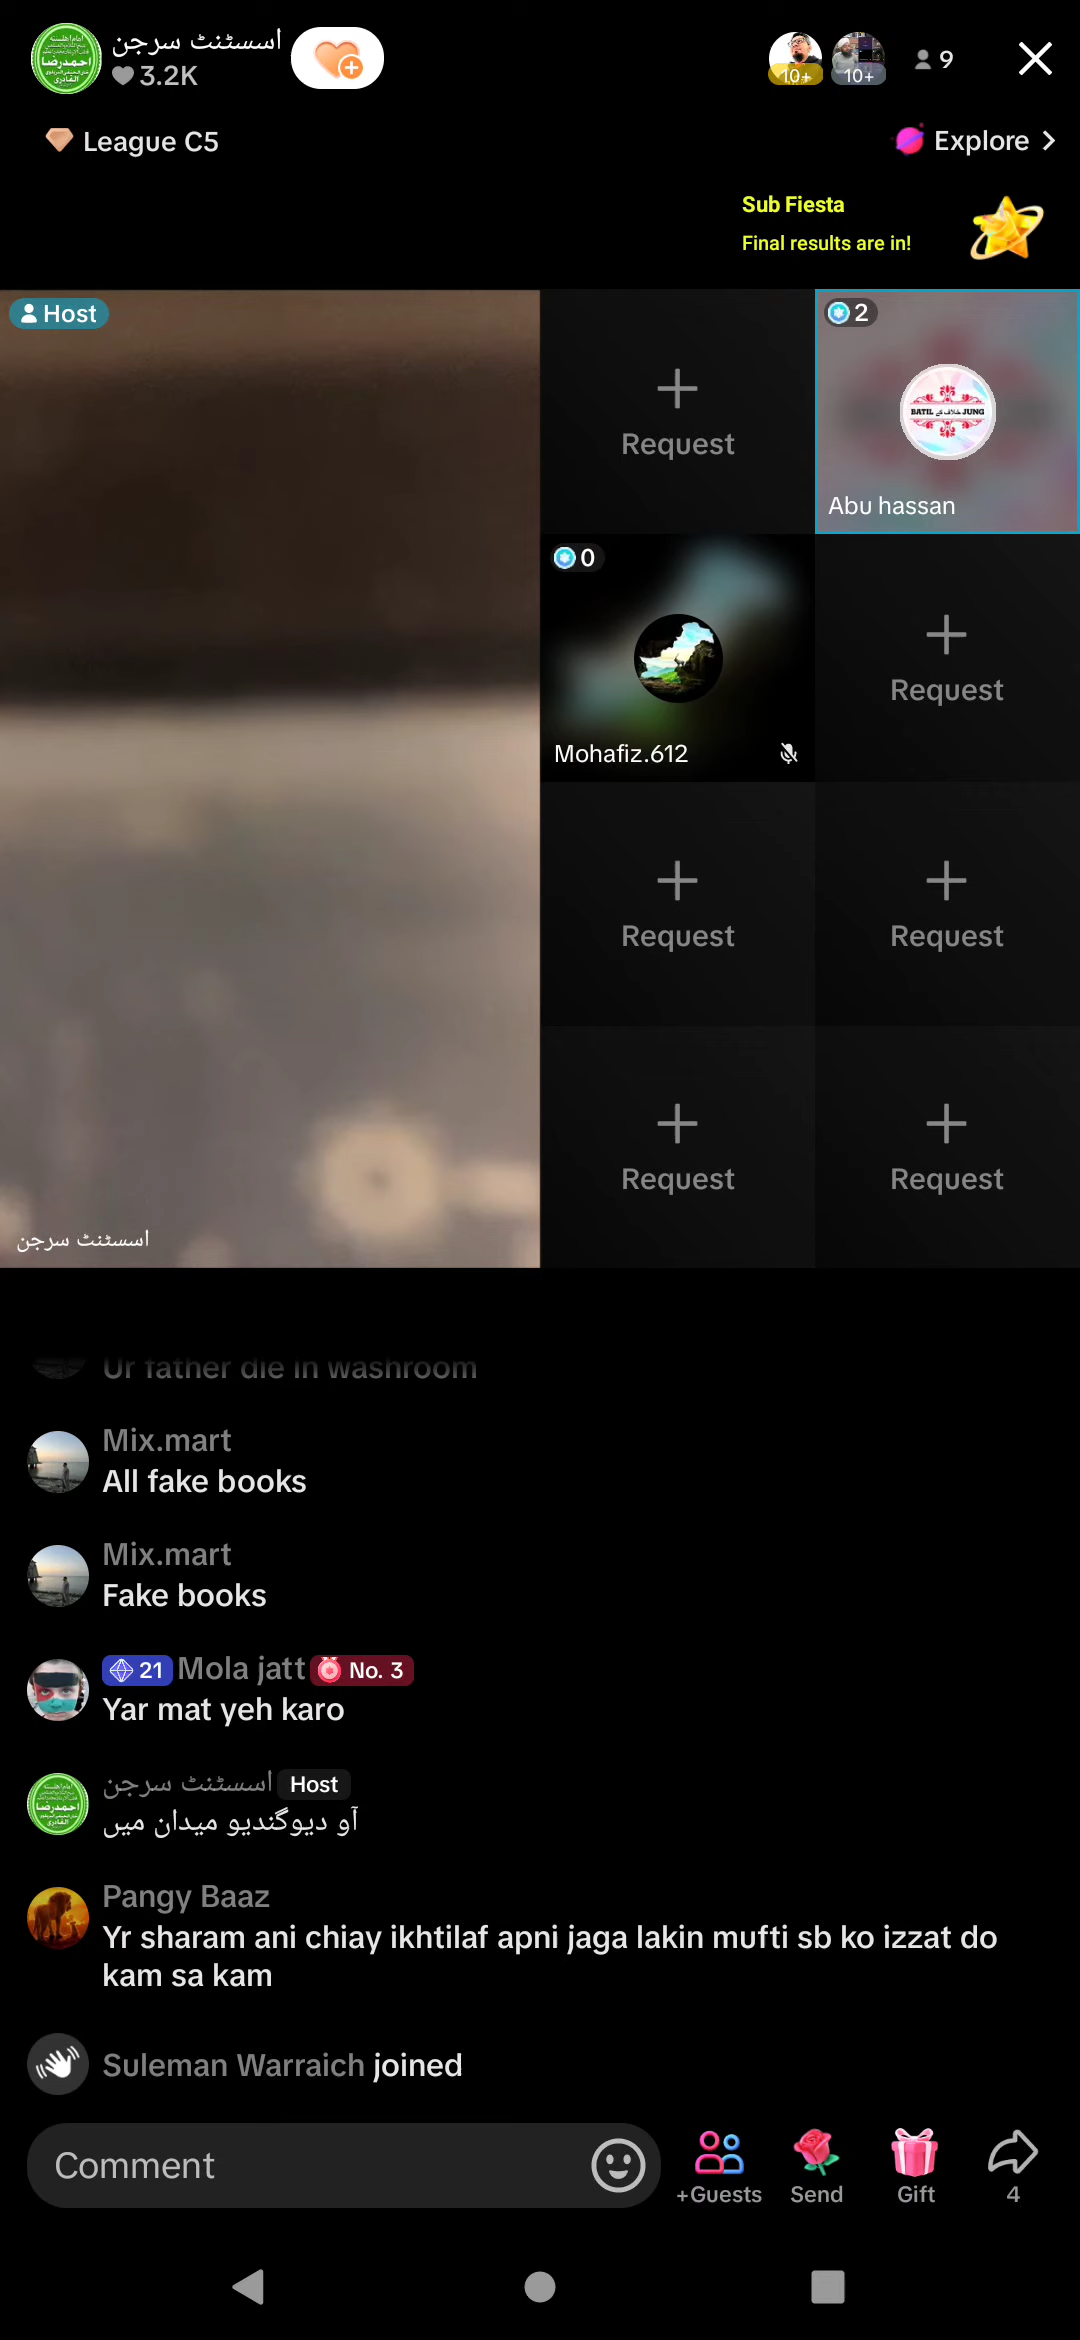 اسسٹنٹ سرجن
3.2K
10+
10+
9
League C5
Explore
Sub Fiesta
Final results are in!
Host
Request
2
BATIL خلاف کے JUNG
Abu hassan
0
Mohafiz.612
Request
Request
Request
Request
Request
اسسٹنٹ سرجن
Ur father die in washroom
Mix.mart
All fake books
Mix.mart
Fake books
21 Mola jatt No. 3
Yar mat yeh karo
اسسٹنٹ سرجن Host
آو دیوگندیو میدان میں
Pangy Baaz
Yr sharam ani chiay ikhtilaf apni jaga lakin mufti sb ko izzat do
kam sa kam
Suleman Warraich joined
Comment
+Guests
Send
Gift
4